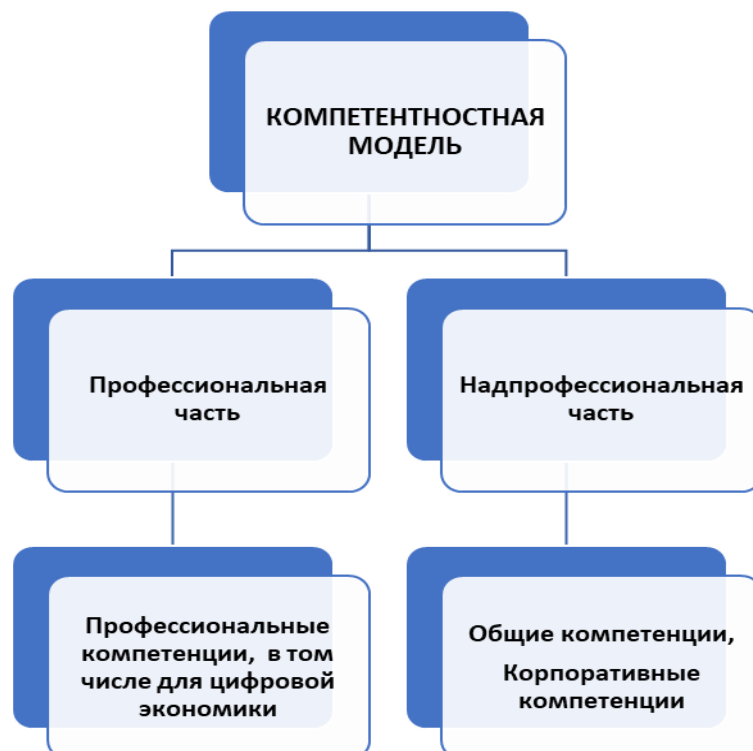 КОМПЕТЕНТНОСТНАЯ
МОДЕЛЬ
Профессиональная
часть
Надпрофессиональная
часть
Профессиональные
компетенции, в том
числе для цифровой
экономики
Общие компетенции,
Корпоративные
компетенции